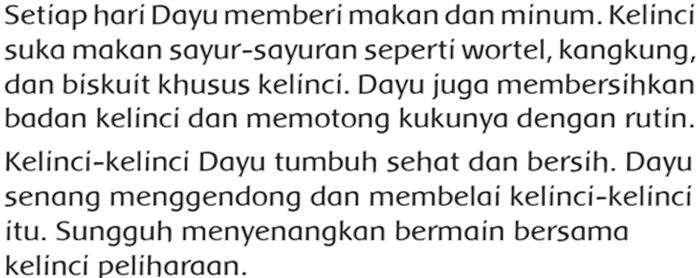 Setiap hari Dayu memberi makan dan minum. Kelinci
suka makan sayur-sayuran seperti wortel, kangkung,
dan biskuit khusus kelinci. Dayu juga membersihkan
badan kelinci dan memotong kukunya dengan rutin.
Kelinci-kelinci Dayu tumbuh sehat dan bersih. Dayu
senang menggendong dan membelai kelinci-kelinci
itu. Sungguh menyenangkan bermain bersama
kelinci peliharaan.